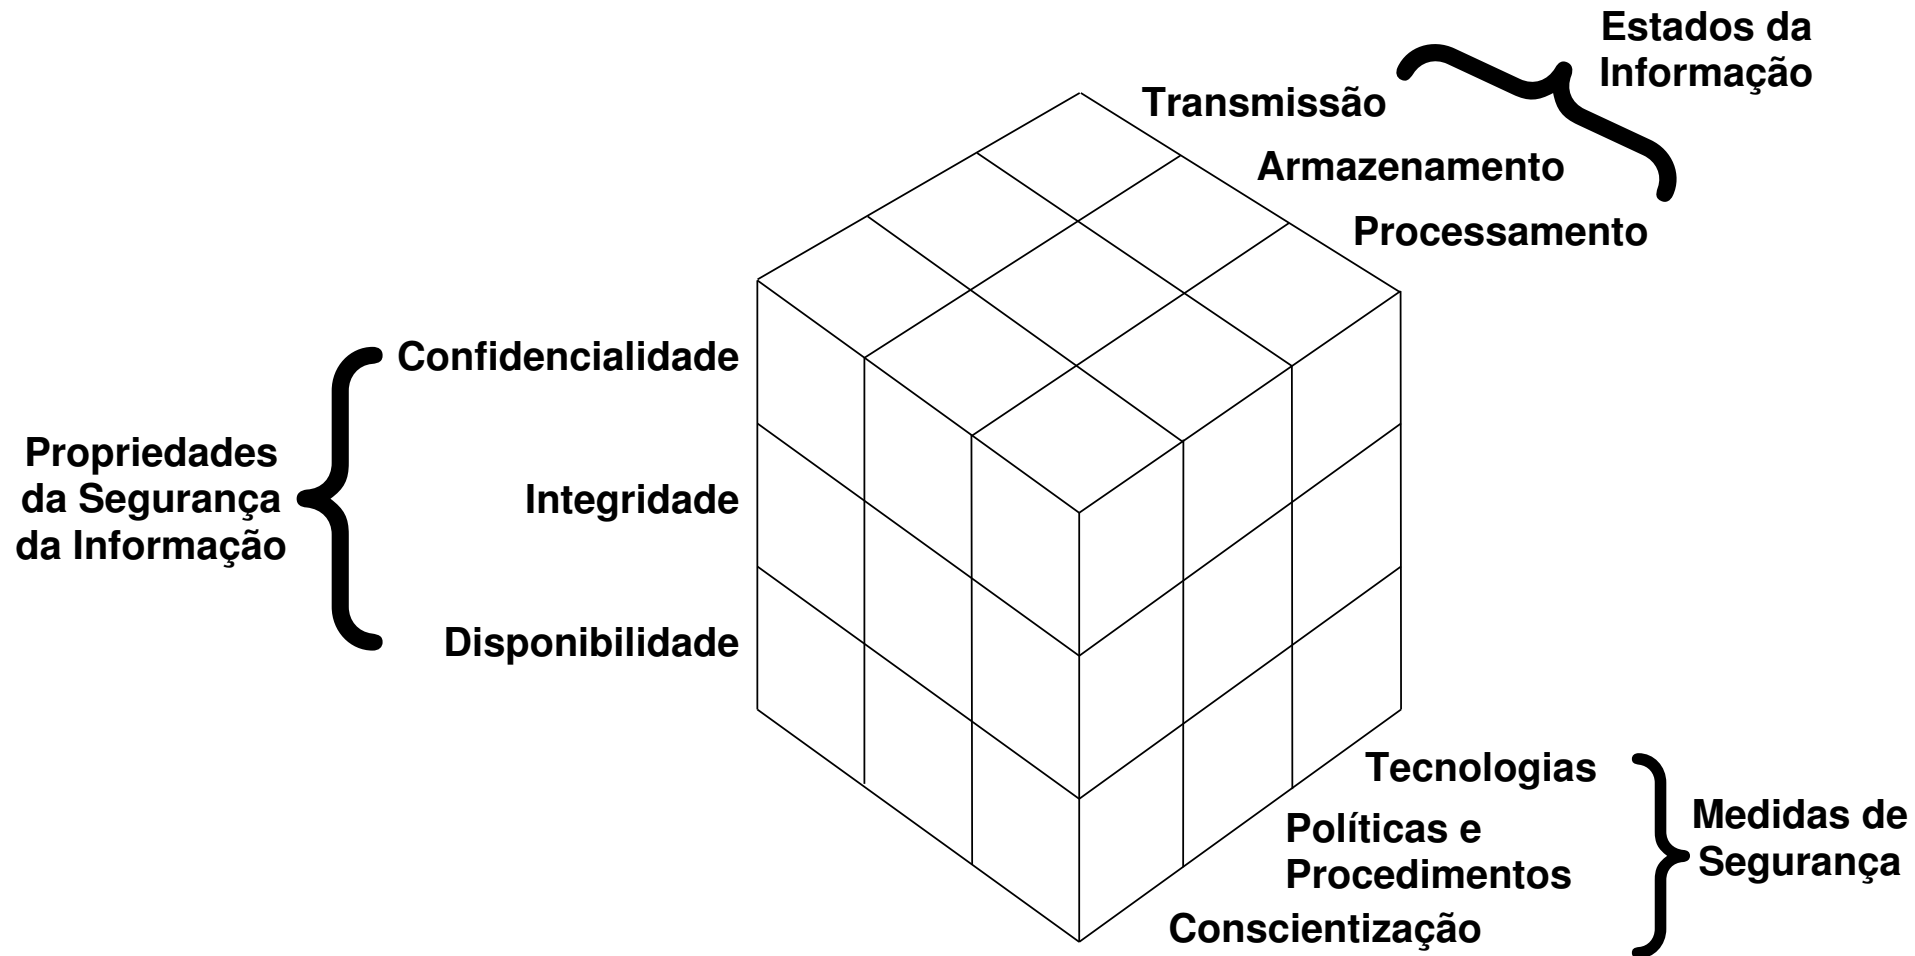 Estados da
Informação
Transmissão
Armazenamento
Processamento
Confidencialidade
Propriedades
da Segurança
da Informação
Integridade
Disponibilidade
Tecnologias
Políticas e
Procedimentos
Conscientização
Medidas de
Segurança